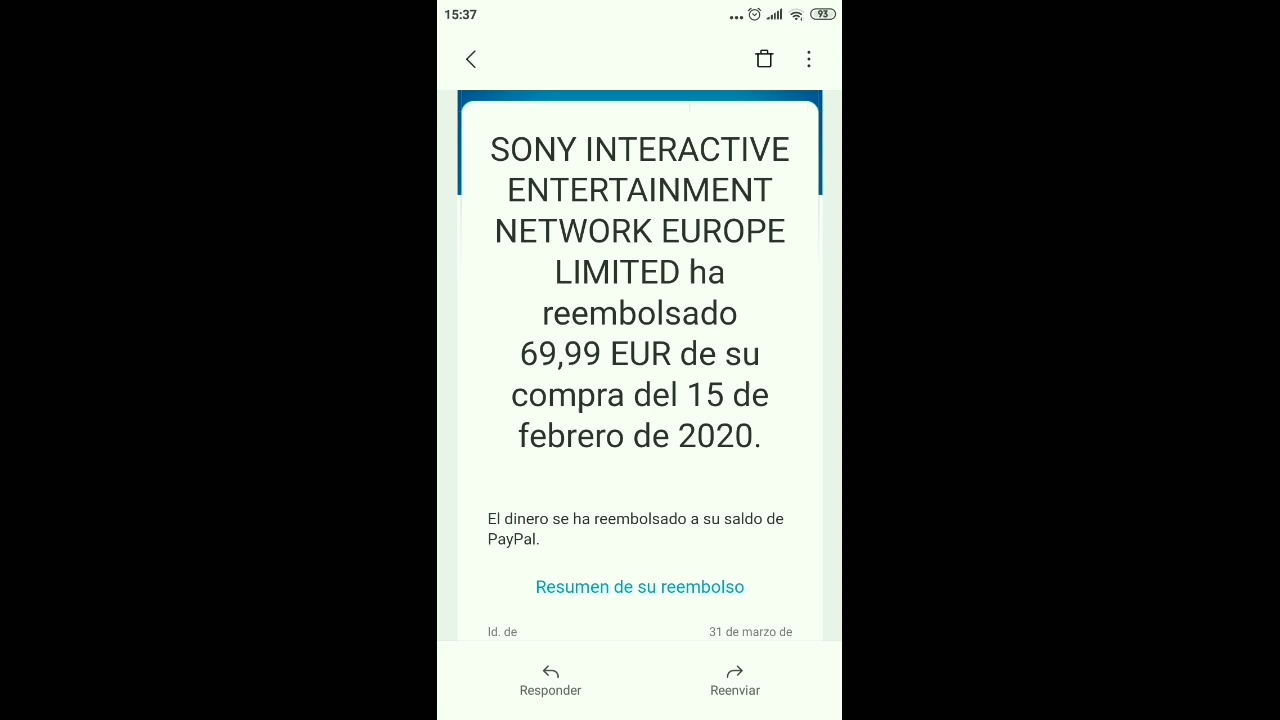 15:37
93
SONY INTERACTIVE
ENTERTAINMENT
NETWORK EUROPE
LIMITED ha
reembolsado
69,99 EUR de su
compra del 15 de
febrero de 2020.
El dinero se ha reembolsado a su saldo de
PayPal.
Resumen de su reembolso
Id. de 31 de marzo de
Responder Reenviar